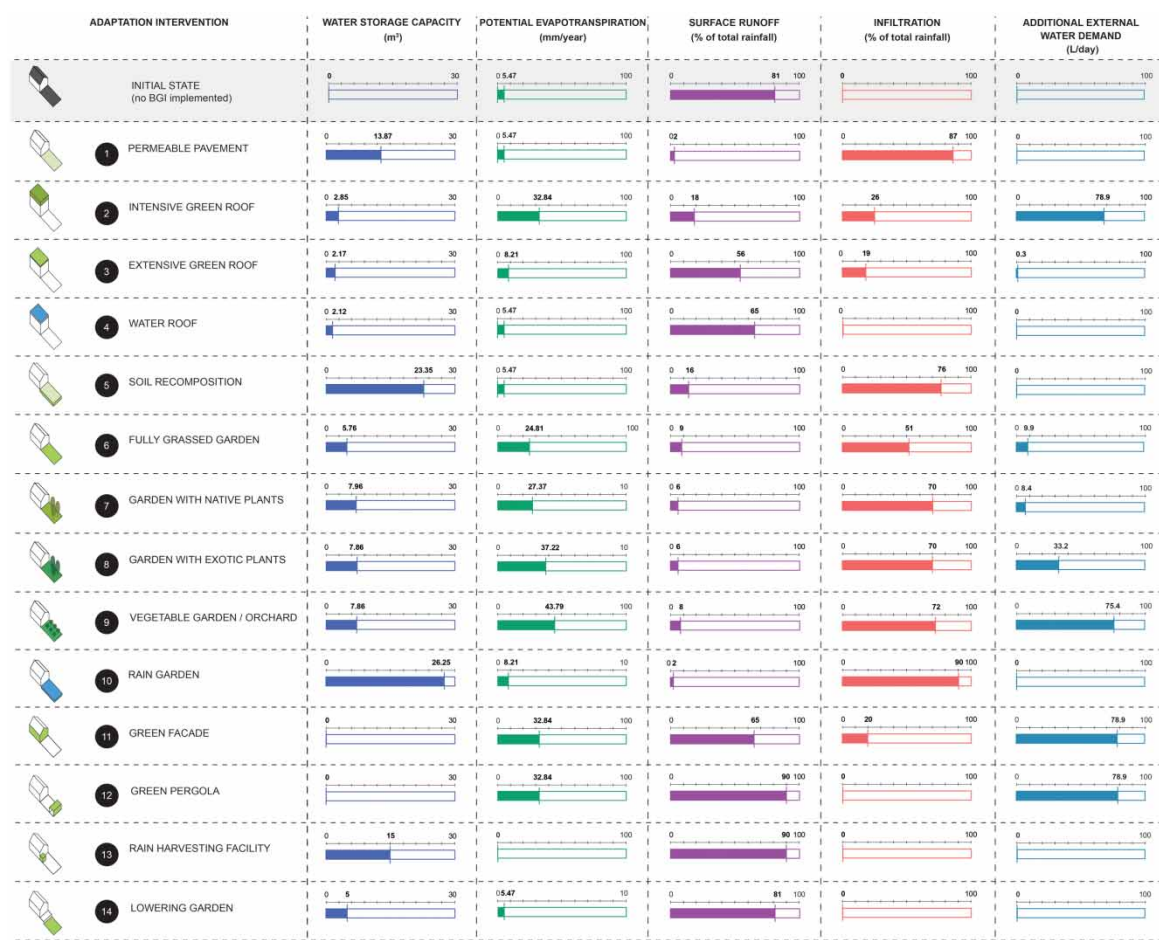 ADAPTATION INTERVENTION WATER STORAGE CAPACITY POTENTIAL EVAPOTRANSPIRATION SURFACE RUNOFF INFILTRATION ADDITIONAL EXTERNAL
(m³) (mm/year) (% of total rainfall) (% of total rainfall) WATER DEMAND
(L/day)
0 30 0 5.47 100 0 81 100 0 100 0 100
INITIAL STATE
(no BGI implemented)
0 13.87 30 0 5.47 100 0 2 100 0 87 100 0 100
1 PERMEABLE PAVEMENT
0 2.85 30 0 32.84 100 0 18 100 0 26 100 0 78.9 100
2 INTENSIVE GREEN ROOF
0 2.17 30 0 8.21 100 0 56 100 0 19 100 0.3 100
3 EXTENSIVE GREEN ROOF
0 2.12 30 0 5.47 100 0 65 100 0 100 0 100
4 WATER ROOF
0 23.35 30 0 5.47 100 0 16 100 0 76 100 0 100
5 SOIL RECOMPOSITION
0 5.76 30 0 24.81 100 0 9 100 0 51 100 0 9.9 100
6 FULLY GRASSED GARDEN
0 7.96 30 0 27.37 10 0 6 100 0 70 100 0 8.4 100
7 GARDEN WITH NATIVE PLANTS
0 7.86 30 0 37.22 10 0 6 100 0 70 100 0 33.2 100
8 GARDEN WITH EXOTIC PLANTS
0 7.86 30 0 43.79 100 0 8 100 0 72 100 0 75.4 100
9 VEGETABLE GARDEN / ORCHARD
0 26.25 30 0 8.21 10 0 2 100 0 90 100 0 100
10 RAIN GARDEN
0 30 0 32.84 100 0 65 100 0 20 100 0 78.9 100
11 GREEN FACADE
0 30 0 32.84 100 0 90 100 0 100 0 78.9 100
12 GREEN PERGOLA
0 15 30 0 100 0 90 100 0 100 0 100
13 RAIN HARVESTING FACILITY
0 5 30 0 5.47 10 0 81 100 0 100 0 100
14 LOWERING GARDEN